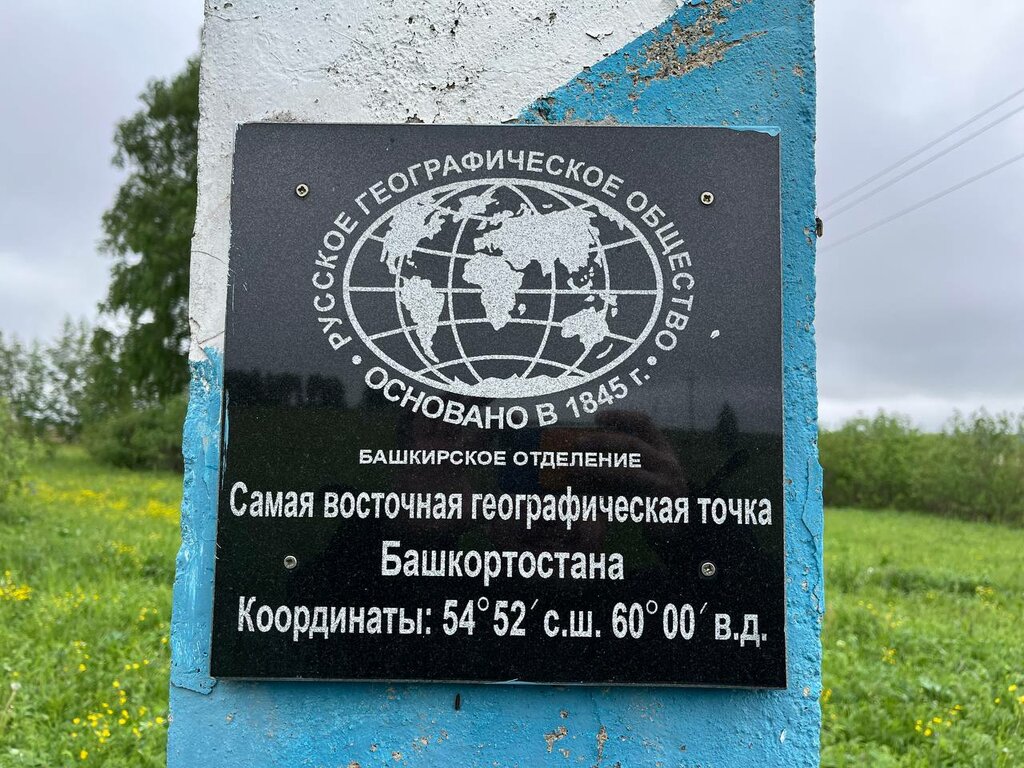 • РУССКОЕ ГЕОГРАФИЧЕСКОЕ ОБЩЕСТВО •
ОСНОВАНО В 1845 г.
БАШКИРСКОЕ ОТДЕЛЕНИЕ
Самая восточная географическая точка
Башкортостана
Координаты: 54°52′ с.ш. 60°00′ в.д.